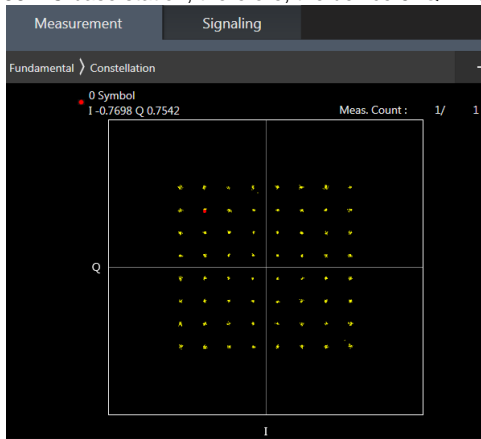 Measurement Signaling
Fundamental 〉 Constellation
0 Symbol
I -0.7698 Q 0.7542 Meas. Count : 1/ 1
Q
I